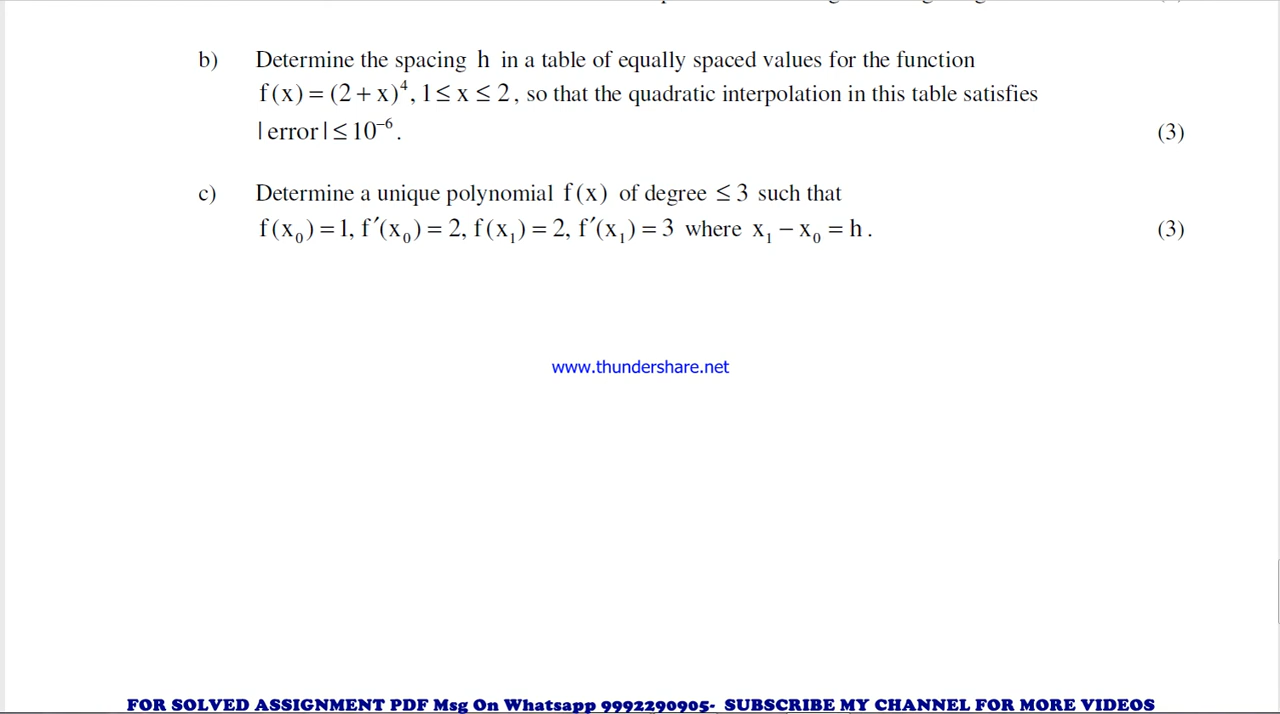 b) Determine the spacing h in a table of equally spaced values for the function
f(x) = (2 + x)⁴, 1 ≤ x ≤ 2, so that the quadratic interpolation in this table satisfies
| error | ≤ 10⁻⁶. (3)
c) Determine a unique polynomial f(x) of degree ≤ 3 such that
f(x₀) = 1, f′(x₀) = 2, f(x₁) = 2, f′(x₁) = 3 where x₁ − x₀ = h. (3)
www.thundershare.net
FOR SOLVED ASSIGNMENT PDF Msg On Whatsapp 9992290905- SUBSCRIBE MY CHANNEL FOR MORE VIDEOS